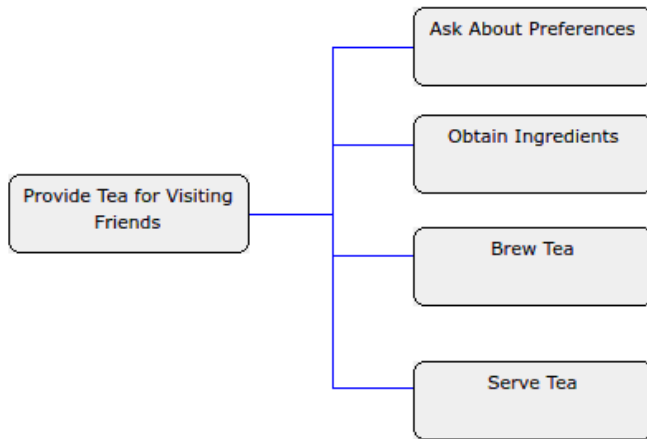 Ask About Preferences
Obtain Ingredients
Provide Tea for Visiting
Friends
Brew Tea
Serve Tea